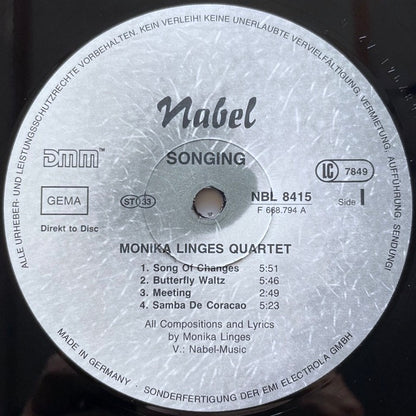 ALLE URHEBER- UND LEISTUNGSSCHUTZRECHTE VORBEHALTEN. KEIN VERLEIH! KEINE UNERLAUBTE VERVIELFÄLTIGUNG, VERMIETUNG, AUFFÜHRUNG, SENDUNG!
Nabel
SONGING
DMM™
LC 7849
GEMA
ST 33
NBL 8415
F 668.794 A
Direkt to Disc
Side I
MONIKA LINGES QUARTET
1. Song Of Changes 5:51
2. Butterfly Waltz 5:46
3. Meeting 2:49
4. Samba De Coracao 5:23
All Compositions and Lyrics
by Monika Linges
V.: Nabel-Music
MADE IN GERMANY · SONDERFERTIGUNG DER EMI ELECTROLA GMBH